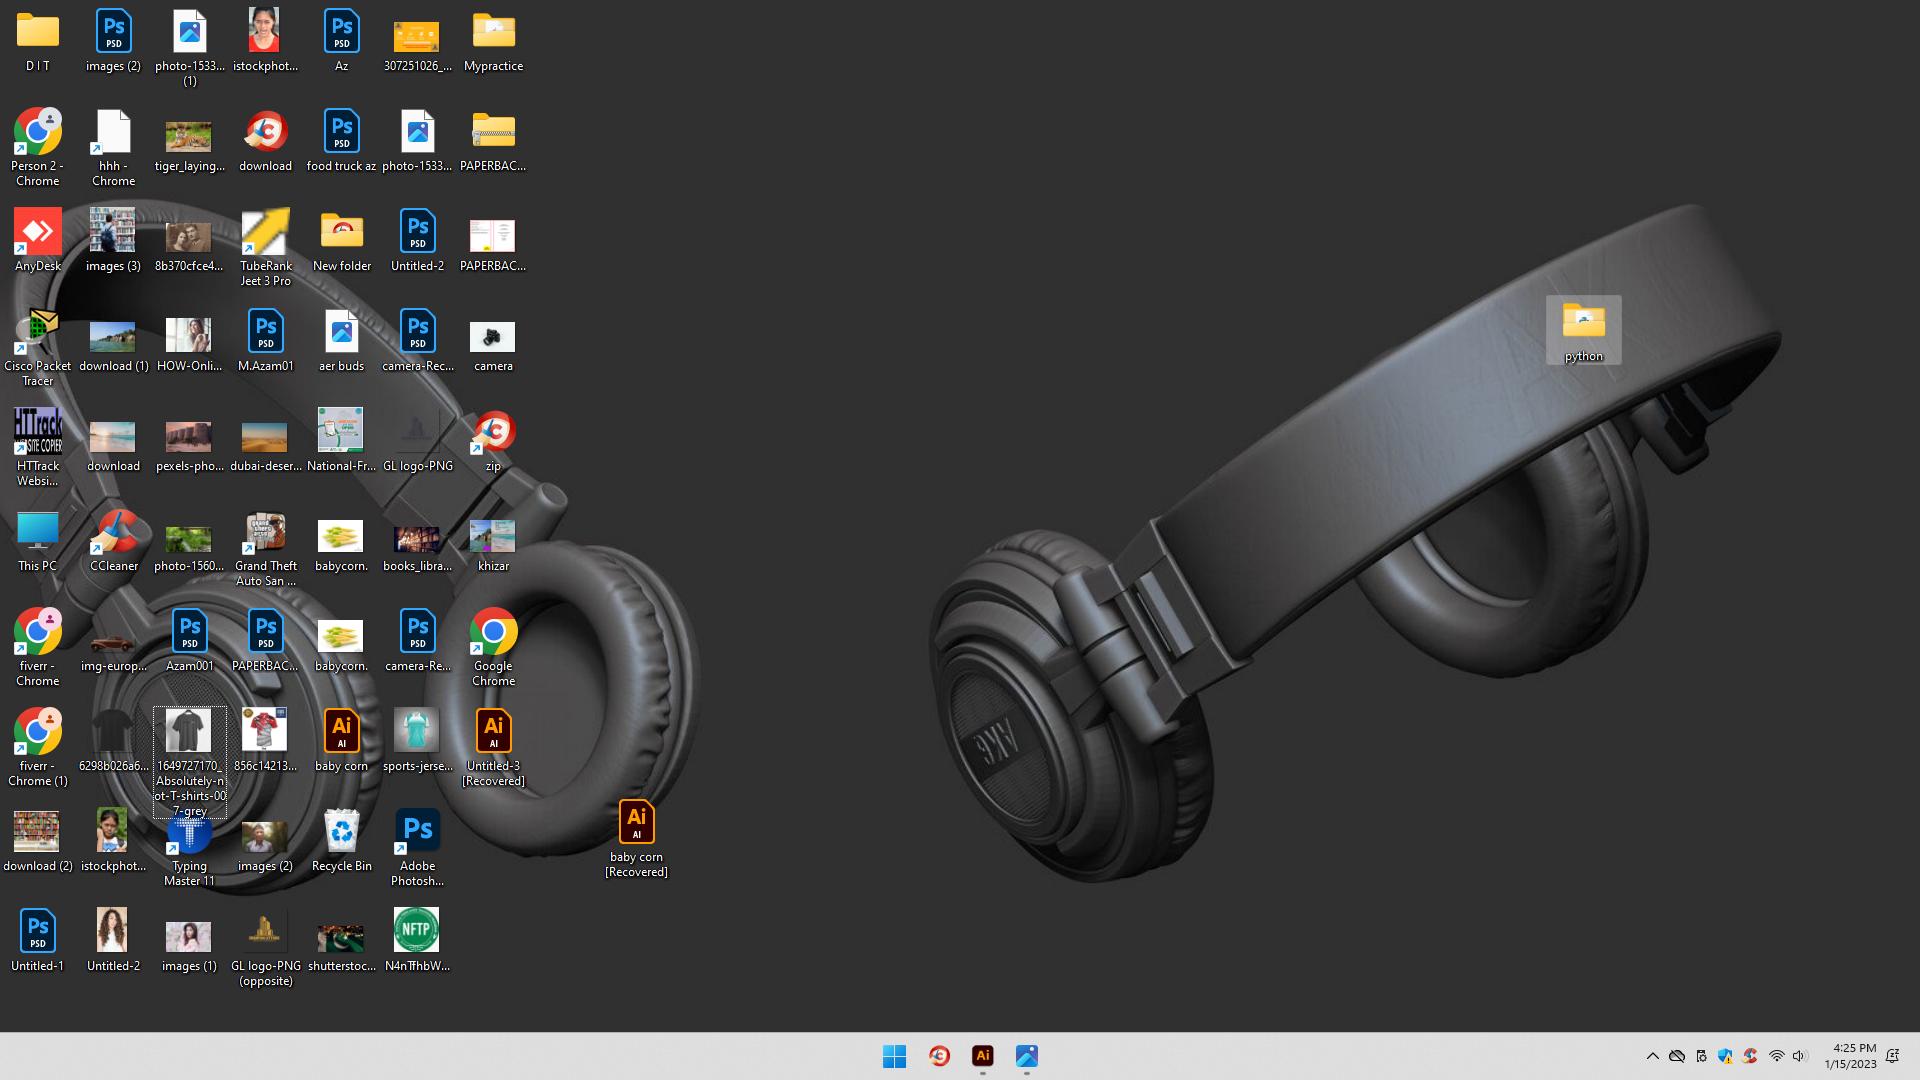 D I T
images (2)
photo-1533...
(1)
istockphot...
Az
307251026_...
Mypractice
Person 2 -
Chrome
hhh -
Chrome
tiger_laying...
download
food truck az
photo-1533...
PAPERBAC...
AnyDesk
images (3)
8b370cfce4...
TubeRank
Jeet 3 Pro
New folder
Untitled-2
PAPERBAC...
Cisco Packet
Tracer
download (1)
HOW-Onli...
M.Azam01
aer buds
camera-Rec...
camera
python
HTTrack
Websi...
download
pexels-pho...
dubai-deser...
National-Fr...
GL logo-PNG
zip
This PC
CCleaner
photo-1560...
Grand Theft
Auto San ...
babycorn.
books_libra...
khizar
fiverr -
Chrome
img-europ...
Azam001
PAPERBAC...
babycorn.
camera-Re...
Google
Chrome
fiverr -
Chrome (1)
6298b026a6...
1649727170_
Absolutely-n
ot-T-shirts-00
7-grey
856c14213...
baby corn
sports-jerse...
Untitled-3
[Recovered]
download (2)
istockphot...
Typing
Master 11
images (2)
Recycle Bin
Adobe
Photosh...
baby corn
[Recovered]
Untitled-1
Untitled-2
images (1)
GL logo-PNG
(opposite)
shutterstoc...
NFTP
N4nTfhbW...
4:25 PM
1/15/2023